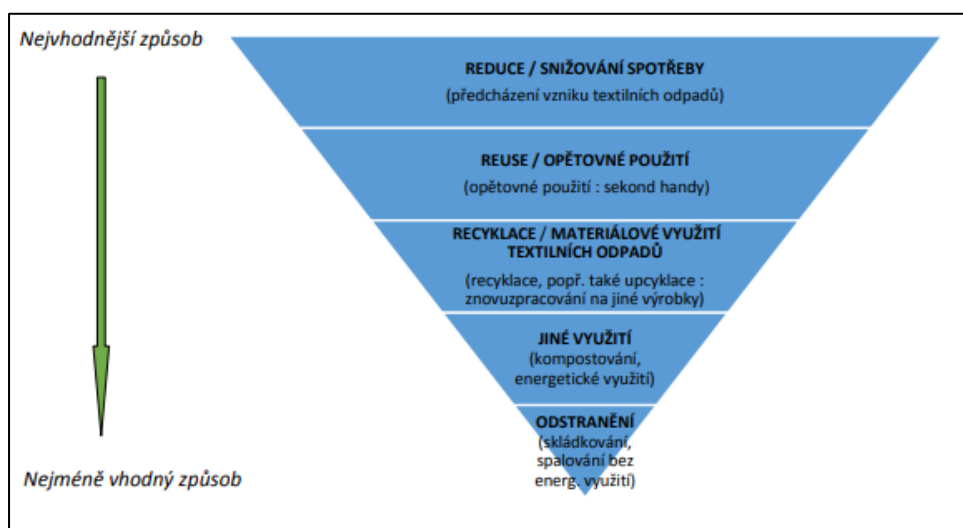 Nejvhodnější způsob
REDUCE / SNIŽOVÁNÍ SPOTŘEBY
(předcházení vzniku textilních odpadů)
REUSE / OPĚTOVNÉ POUŽITÍ
(opětovné použití : sekond handy)
RECYKLACE / MATERIÁLOVÉ VYUŽITÍ
TEXTILNÍCH ODPADŮ
(recyklace, popř. také upcyklace :
znovuzpracování na jiné výrobky)
JINÉ VYUŽITÍ
(kompostování,
energetické využití)
ODSTRANĚNÍ
(skládkování,
spalování bez
energ. využití)
Nejméně vhodný způsob